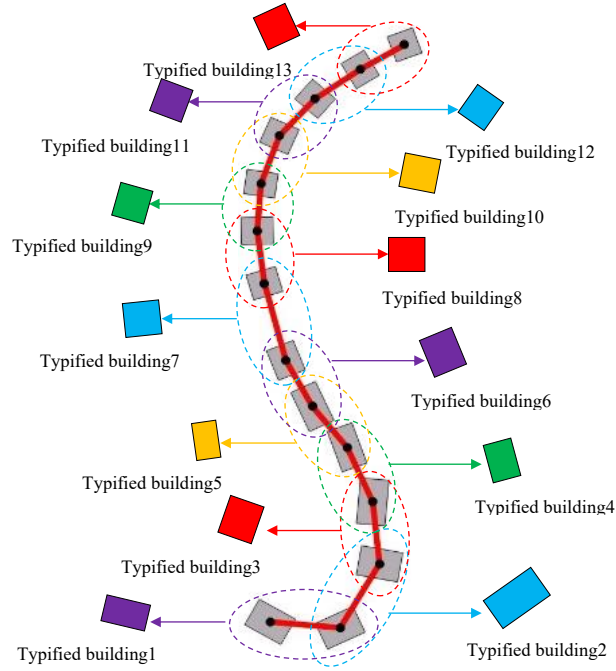 Typified building13
Typified building11
Typified building12
Typified building10
Typified building9
Typified building8
Typified building7
Typified building6
Typified building5
Typified building4
Typified building3
Typified building1
Typified building2